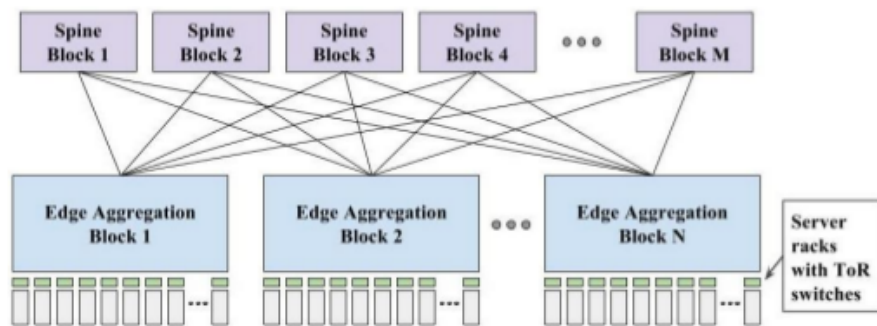 Spine
Block 1
Spine
Block 2
Spine
Block 3
Spine
Block 4
Spine
Block M
Edge Aggregation
Block 1
Edge Aggregation
Block 2
Edge Aggregation
Block N
Server
racks
with ToR
switches